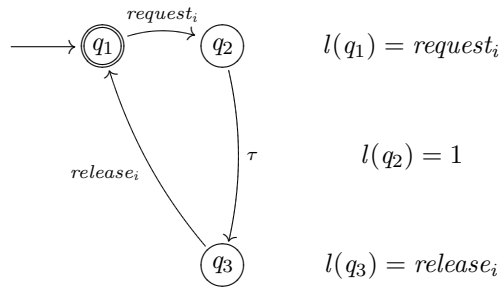 request_i
q_1 q_2 l(q_1) = request_i
release_i τ l(q_2) = 1
q_3 l(q_3) = release_i